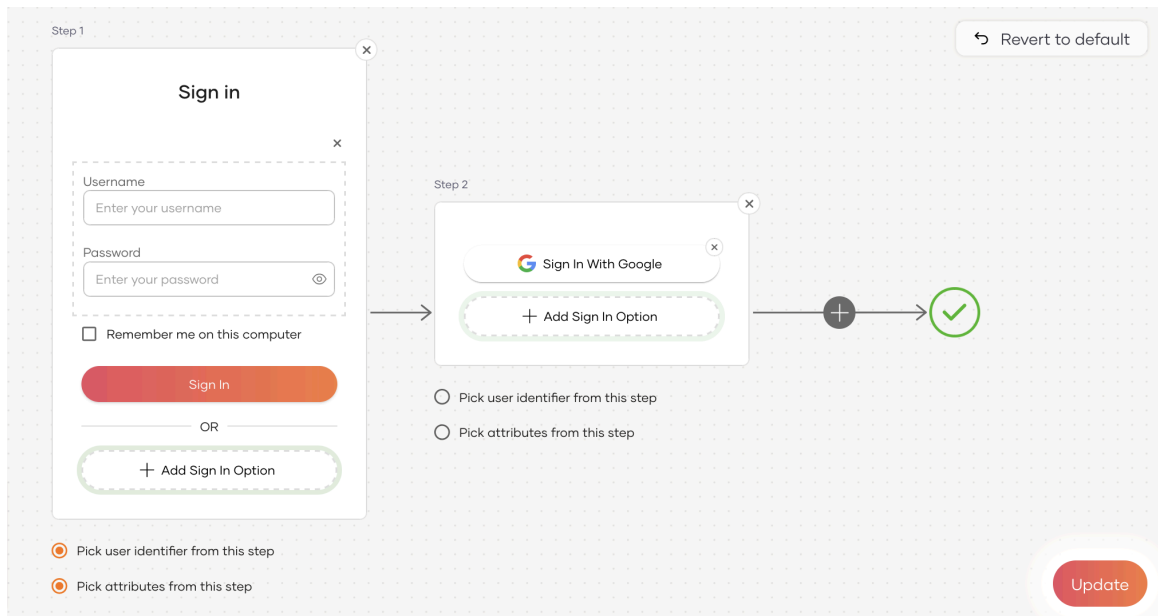 Step 1
Revert to default
Sign in
Username
Enter your username
Password
Enter your password
Remember me on this computer
Sign In
OR
Add Sign In Option
Pick user identifier from this step
Pick attributes from this step
Step 2
Sign In With Google
Add Sign In Option
Pick user identifier from this step
Pick attributes from this step
Update